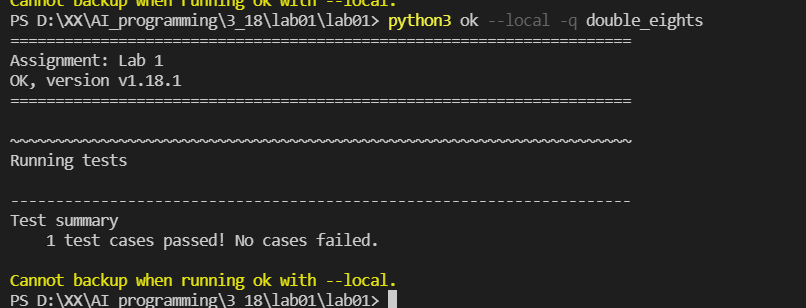 Cannot backup when running ok with --local.
PS D:\XX\AI_programming\3_18\lab01\lab01> python3 ok --local -q double_eights
=====================================================================
Assignment: Lab 1
OK, version v1.18.1
=====================================================================
~~~~~~~~~~~~~~~~~~~~~~~~~~~~~~~~~~~~~~~~~~~~~~~~~~~~~~~~~~~~~~~~~~~~~
Running tests
---------------------------------------------------------------------
Test summary
    1 test cases passed! No cases failed.
Cannot backup when running ok with --local.
PS D:\XX\AI_programming\3_18\lab01\lab01>